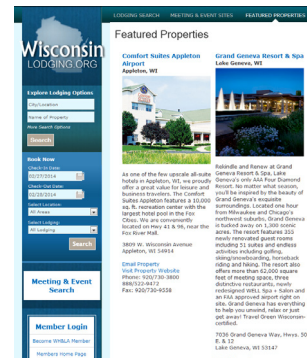 LODGING SEARCH MEETING & EVENT SITES FEATURED PROPERTIES
Wisconsin
LODGING.ORG
Explore Lodging Options
City/Location
Name of Property
More Search Options
Search
Book Now
Check-In Date:
02/27/2014
Check-Out Date:
02/28/2014
Select Location:
All Areas
Select Lodging:
All Lodging
Search
Meeting & Event
Search
Member Login
Become WH&LA Member
Members Home Page
Featured Properties
Comfort Suites Appleton
Airport
Appleton, WI
As one of the few upscale all-suite
hotels in Appleton, WI, we proudly
offer a great value for leisure and
business travelers. The Comfort
Suites Appleton features a 10,000
sq. ft. recreation center with the
largest hotel pool in the Fox
Cities. We are conveniently
located on Hwy 41 & 96, near the
Fox River Mall.
3809 W. Wisconsin Avenue
Appleton, WI 54914
Email Property
Visit Property Website
Phone: 920/730-3800
888/522-9472
Fax: 920/730-9558
Grand Geneva Resort & Spa
Lake Geneva, WI
Rekindle and Renew at Grand
Geneva Resort & Spa, Lake
Geneva's only AAA Four Diamond
Resort. No matter what season,
you'll be inspired by the beauty of
Grand Geneva's exquisite
surroundings. Located one hour
from Milwaukee and Chicago's
northwest suburbs, Grand Geneva
is tucked away on 1,300 scenic
acres. The resort features 355
newly renovated guest rooms
including 51 suites and endless
activities including golfing,
skiing/snowboarding, horseback
riding and hiking. The resort also
offers more than 62,000 square
feet of meeting space, three
distinctive restaurants, newly
redesigned WELL Spa + Salon and
an FAA approved airport right on
site. Grand Geneva has everything
to help you unwind, relax or just
get away! Travel Green Wisconsin-
certified.
7036 Grand Geneva Way, Hwys. 50
E. & 12
Lake Geneva, WI 53147